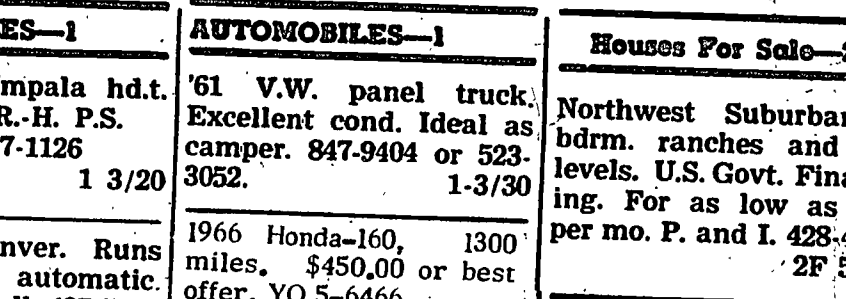 ES—1
mpala hd.t.
R.-H. P.S.
7-1126
1 3/20
nver. Runs
automatic.
AUTOMOBILES—1
'61 V.W. panel truck.
Excellent cond. Ideal as
camper. 847-9404 or 523-
3052. 1-3/30
1966 Honda-160, 1300
miles. $450.00 or best
offer. YO 5-6466
Houses For Sale—
Northwest Suburban
bdrm. ranches and
levels. U.S. Govt. Fina
ing. For as low as
per mo. P. and I. 428-
2F 5